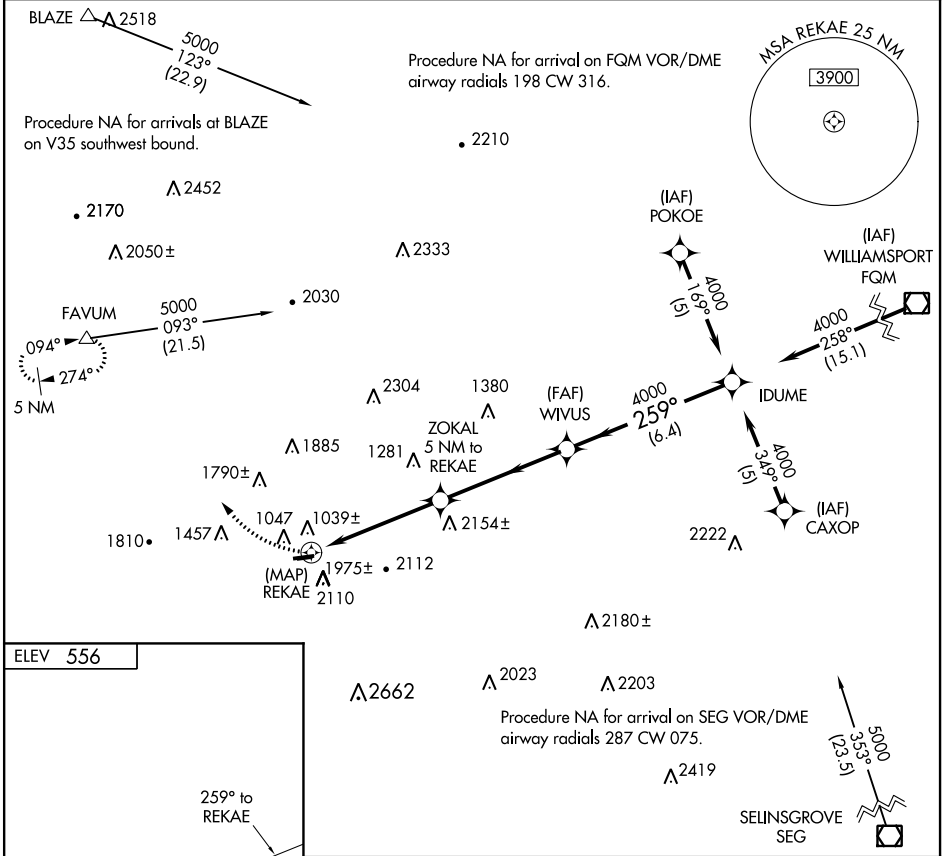 BLAZE
2518
5000
123°
(22.9)
Procedure NA for arrival on FQM VOR/DME
airway radials 198 CW 316.
MSA REKAE 25 NM
3900
Procedure NA for arrivals at BLAZE
on V35 southwest bound.
2210
2452
2170
2050±
2333
(IAF)
POKOE
4000
169°
(5)
(IAF)
WILLIAMSPORT
FQM
4000
258°
(15.1)
FAVUM
5000
093°
(21.5)
2030
094°
274°
5 NM
2304
1380
(FAF)
WIVUS
4000
259°
(6.4)
IDUME
ZOKAL
5 NM to
REKAE
1885
1281
1790±
4000
349°
(5)
(IAF)
CAXOP
1810
1457
1047
1039±
2154±
2222
(MAP)
REKAE
1975±
2112
2110
2180±
ELEV 556
2662
2023
2203
Procedure NA for arrival on SEG VOR/DME
airway radials 287 CW 075.
5000
353°
(23.5)
2419
259° to
REKAE
SELINSGROVE
SEG